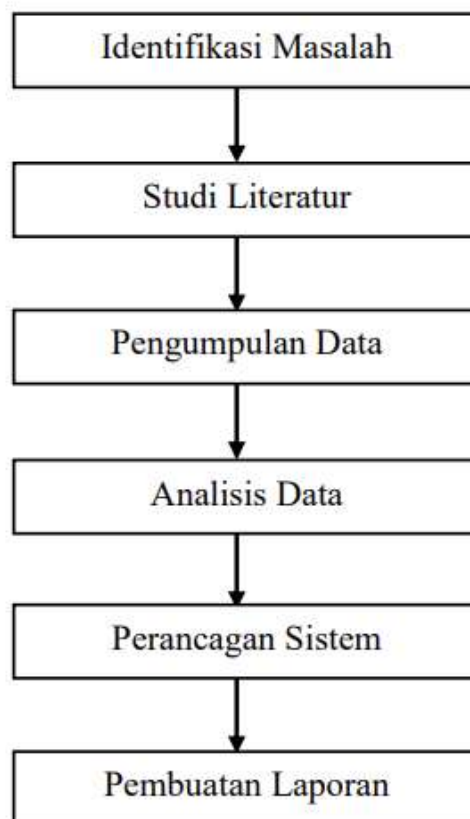 Identifikasi Masalah
Studi Literatur
Pengumpulan Data
Analisis Data
Perancagan Sistem
Pembuatan Laporan